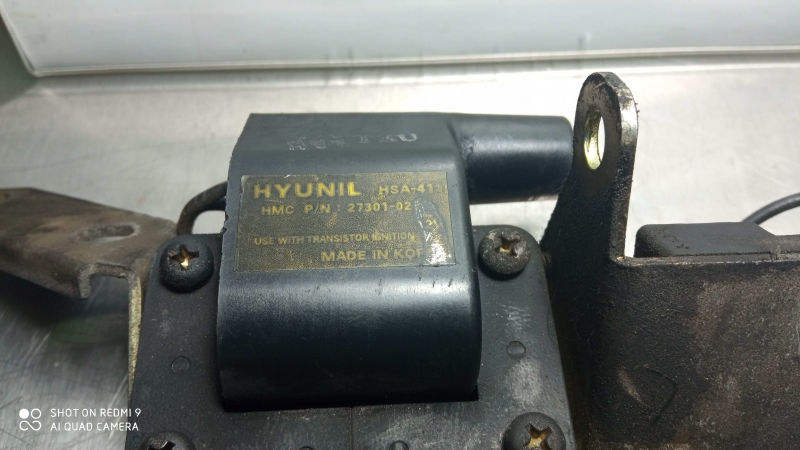 HYUNIL HSA-41
HMC P/N : 27301-02
USE WITH TRANSISTOR IGNITION
MADE IN KOR
SHOT ON REDMI 9
AI QUAD CAMERA